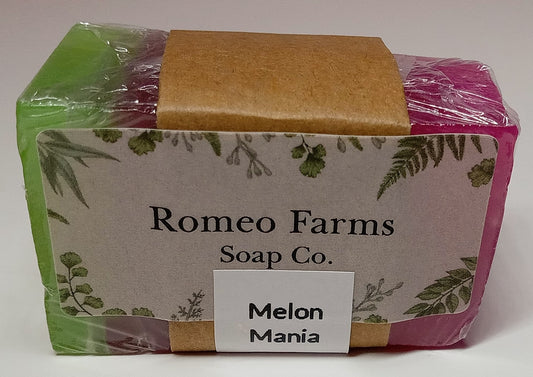 Romeo Farms
Soap Co.
Melon
Mania